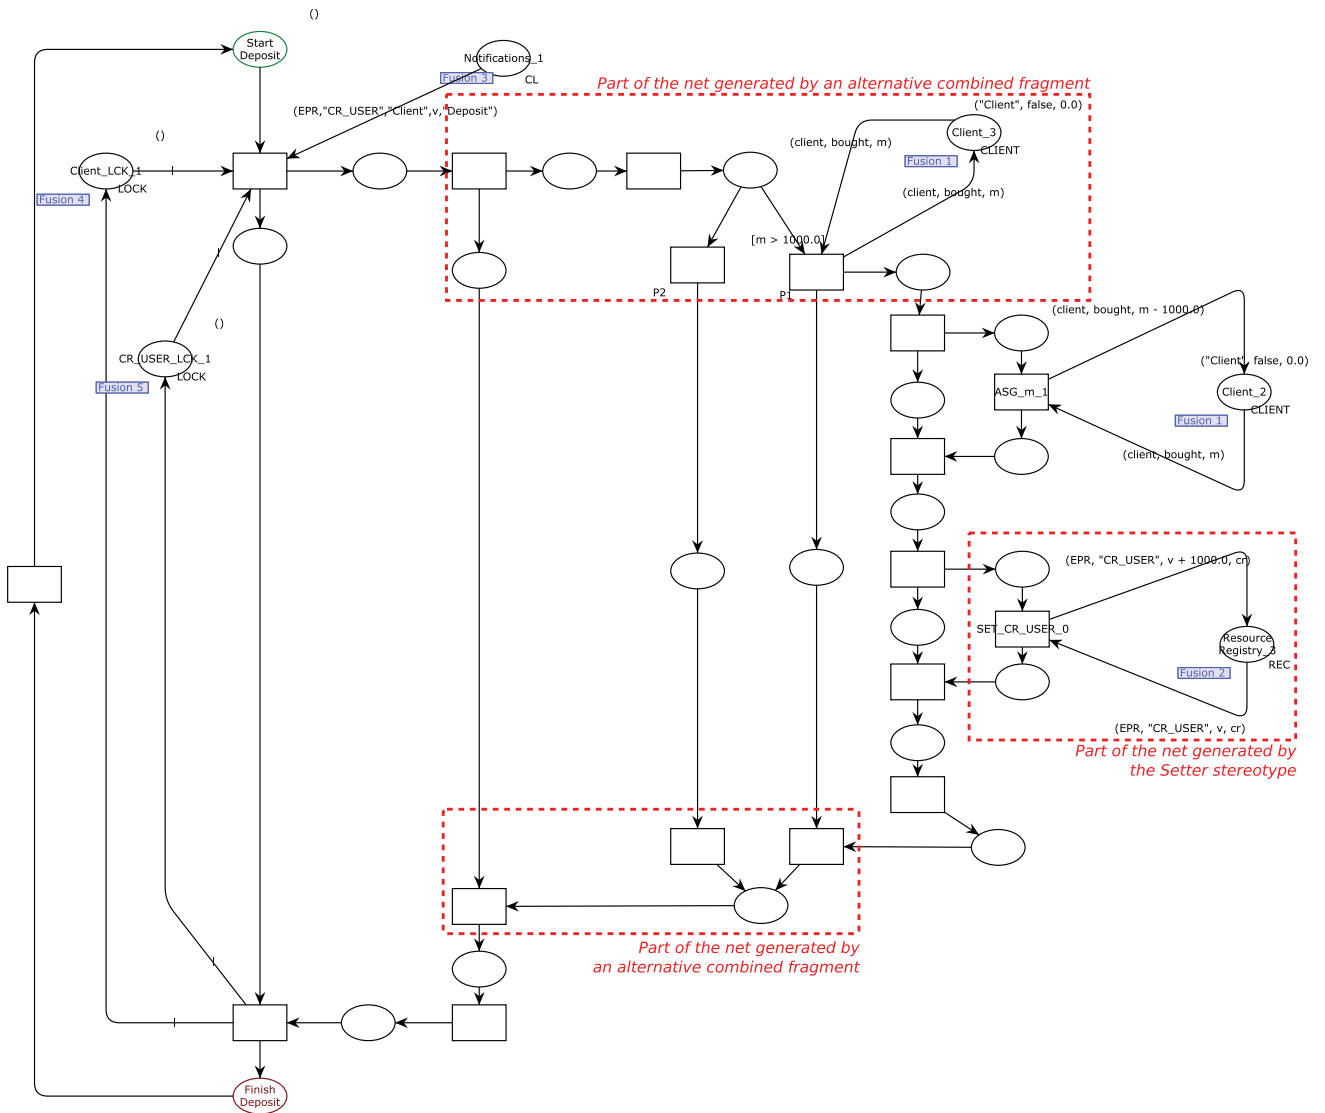 ()
Start
Deposit
Notifications_1
Fusion 3
CL
Part of the net generated by an alternative combined fragment
("Client", false, 0.0)
(EPR,"CR_USER","Client",v,"Deposit")
()
(client, bought, m)
Client_3
CLIENT
Fusion 1
Client_LCK_1
LOCK
Fusion 4
(client, bought, m)
[m > 1000.0]
P2
P1
()
(client, bought, m - 1000.0)
CR_USER_LCK_1
LOCK
Fusion 5
("Client", false, 0.0)
ASG_m_1
Client_2
CLIENT
Fusion 1
(client, bought, m)
(EPR, "CR_USER", v + 1000.0, cr)
SET_CR_USER_0
Resource
Registry_3
REC
Fusion 2
(EPR, "CR_USER", v, cr)
Part of the net generated by
the Setter stereotype
Part of the net generated by
an alternative combined fragment
Finish
Deposit